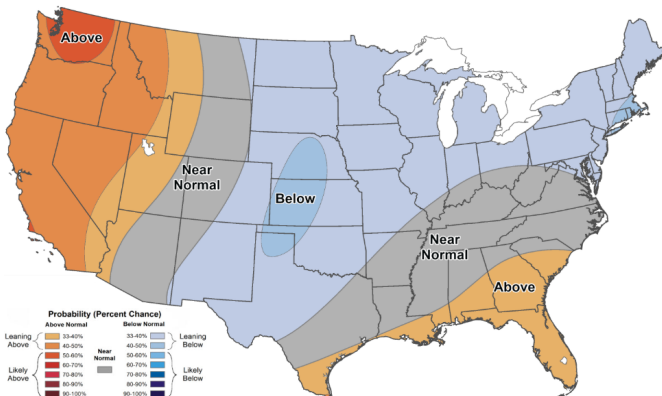 Above
Near
Normal
Below
Near
Normal
Above
Probability (Percent Chance)
Above Normal
Below Normal
Leaning
Above
33-40%
40-50%
50-60%
60-70%
70-80%
80-90%
90-100%
Likely
Above
Near
Normal
33-40%
40-50%
50-60%
60-70%
70-80%
80-90%
90-100%
Leaning
Below
Likely
Below